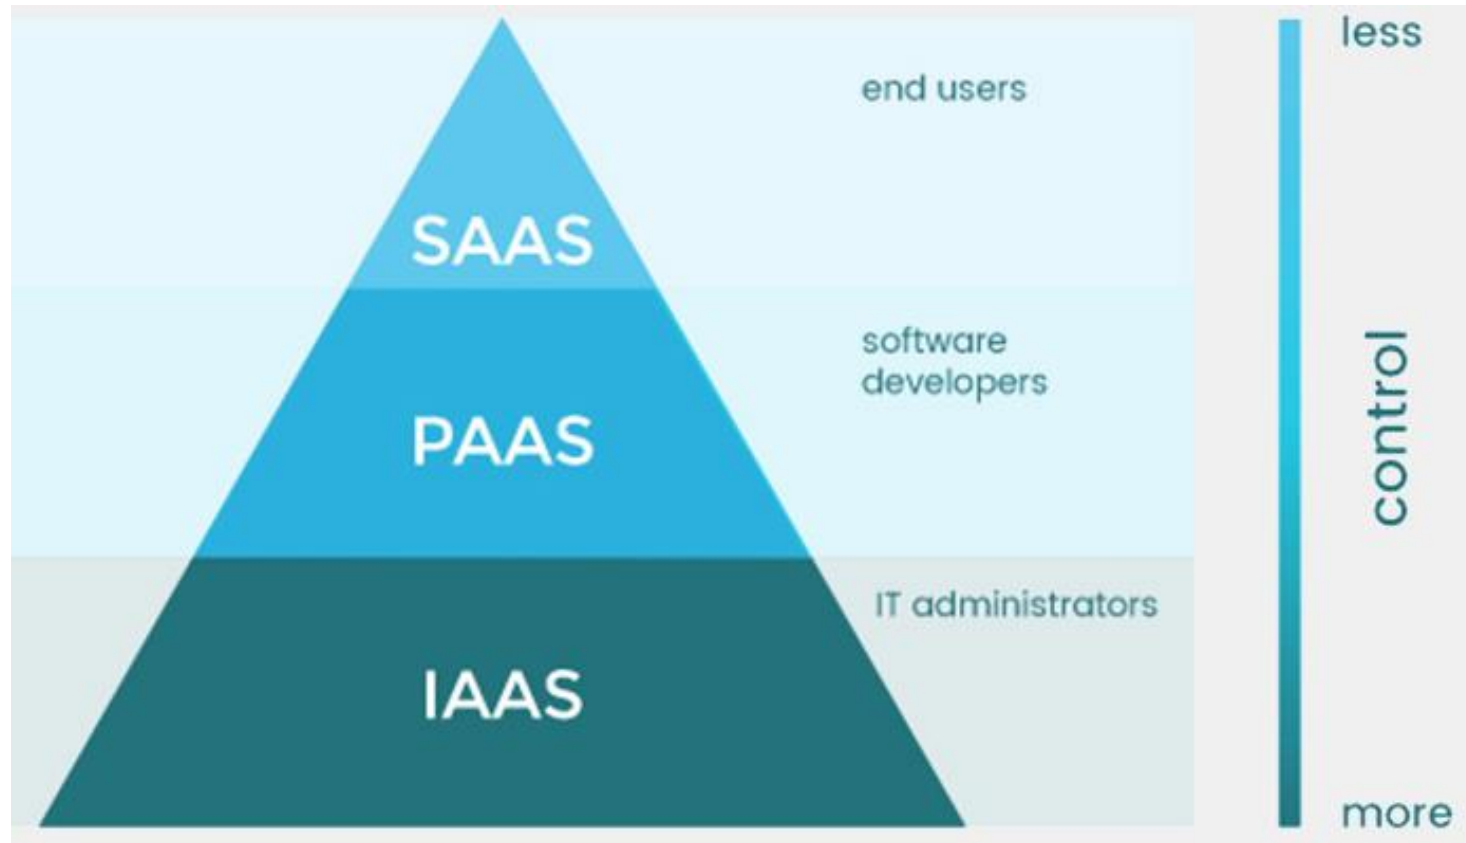 less
end users
SAAS
software
developers
control
PAAS
IT administrators
IAAS
more